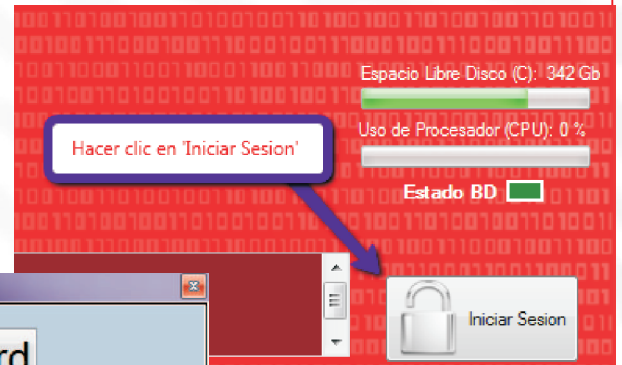 Espacio Libre Disco (C): 342 Gb
Uso de Procesador (CPU): 0 %
Hacer clic en 'Iniciar Sesion'
Estado BD
Iniciar Sesion
rd